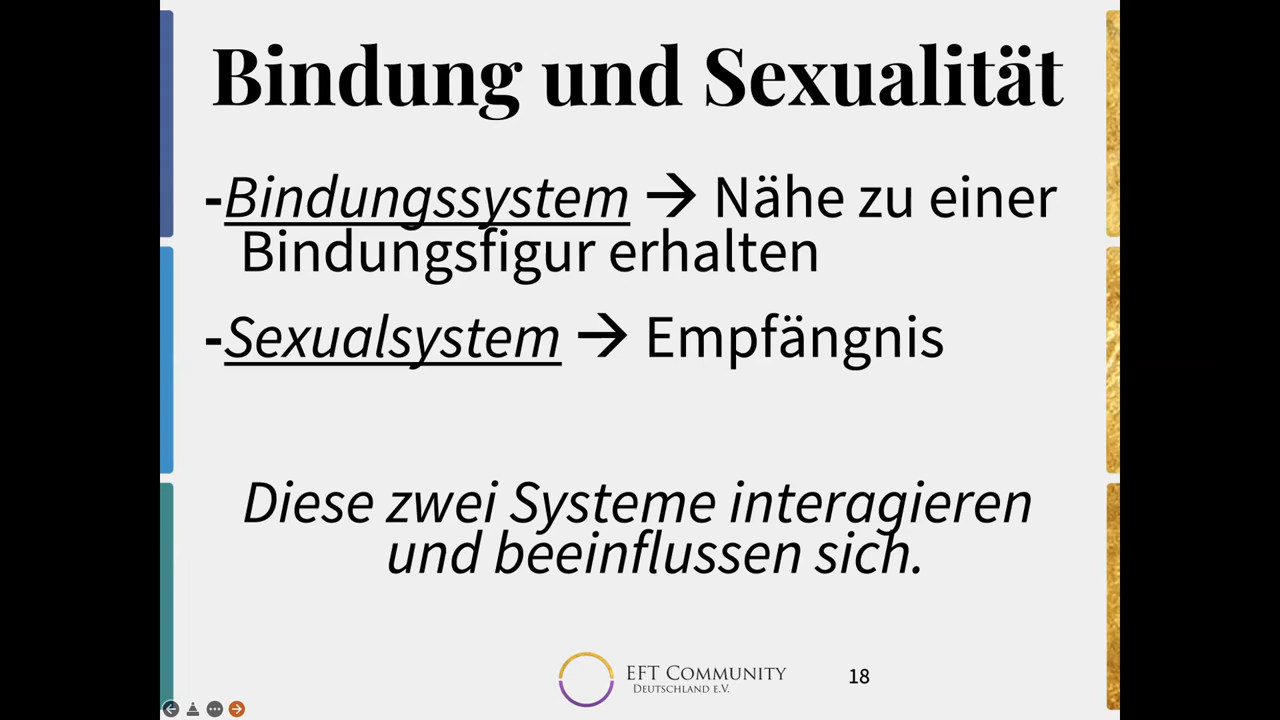 Bindung und Sexualität
-Bindungssystem → Nähe zu einer
Bindungsfigur erhalten
-Sexualsystem → Empfängnis
Diese zwei Systeme interagieren
und beeinflussen sich.
EFT Community
Deutschland e.V.
18